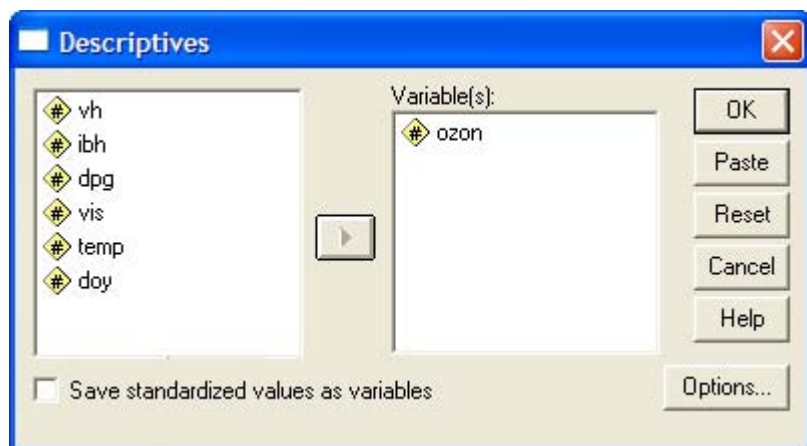 Descriptives
# vh
# ibh
# dpg
# vis
# temp
# doy
Variable(s):
# ozon
OK
Paste
Reset
Cancel
Help
Save standardized values as variables
Options...